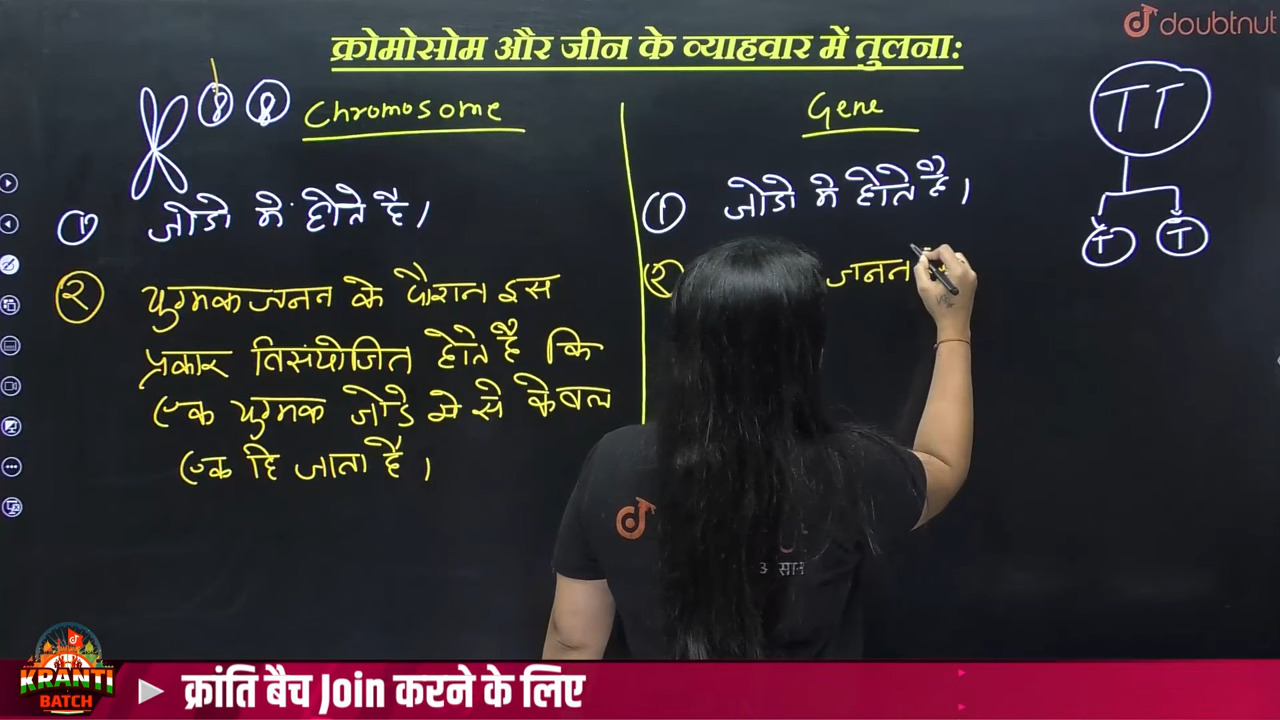 doubtnut
क्रोमोसोम और जीन के व्याहवार में तुलना:
Chromosome
Gene
TT
① जोडो मे होते है।
① जोडो मे होते है।
T T
② युग्मकजनन के दौरान इस
प्रकार विसंयोजित होते है कि
एक युग्मक जोडे मे से केवल
एक हि जाता है।
② जनन
KRANTI
BATCH
क्रांति बैच Join करने के लिए